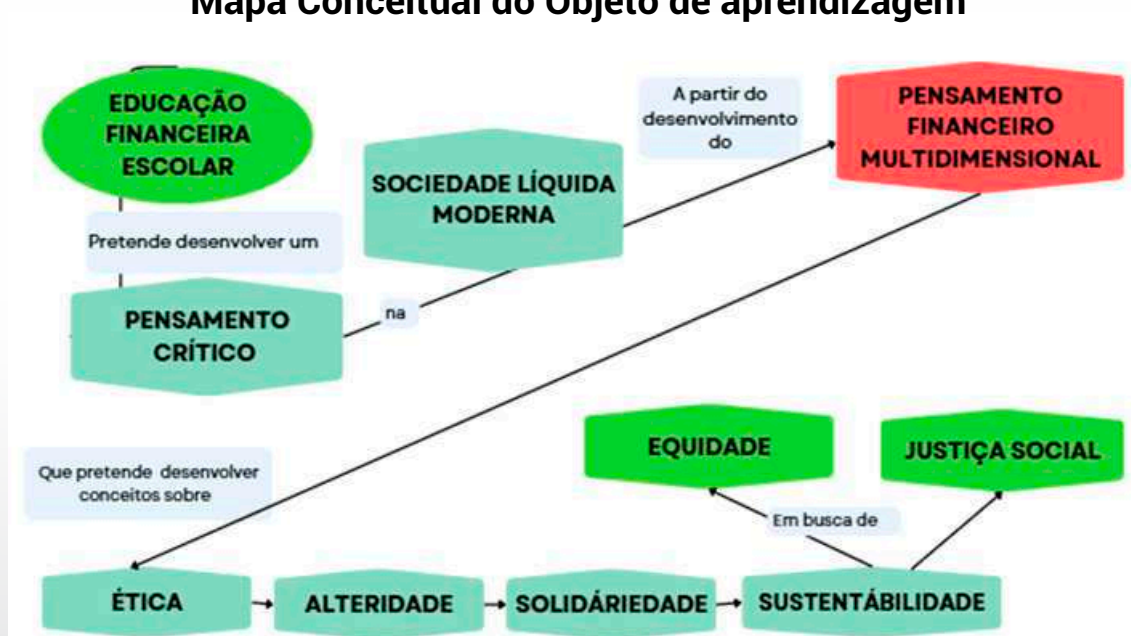 Mapa Conceitual do Objeto de aprendizagem
EDUCAÇÃO
FINANCEIRA
ESCOLAR
Pretende desenvolver um
PENSAMENTO
CRÍTICO
na
SOCIEDADE LÍQUIDA
MODERNA
A partir do
desenvolvimento
do
PENSAMENTO
FINANCEIRO
MULTIDIMENSIONAL
Que pretende desenvolver
conceitos sobre
ÉTICA
ALTERIDADE
SOLIDÁRIEDADE
SUSTENTÁBILIDADE
Em busca de
EQUIDADE
JUSTIÇA SOCIAL